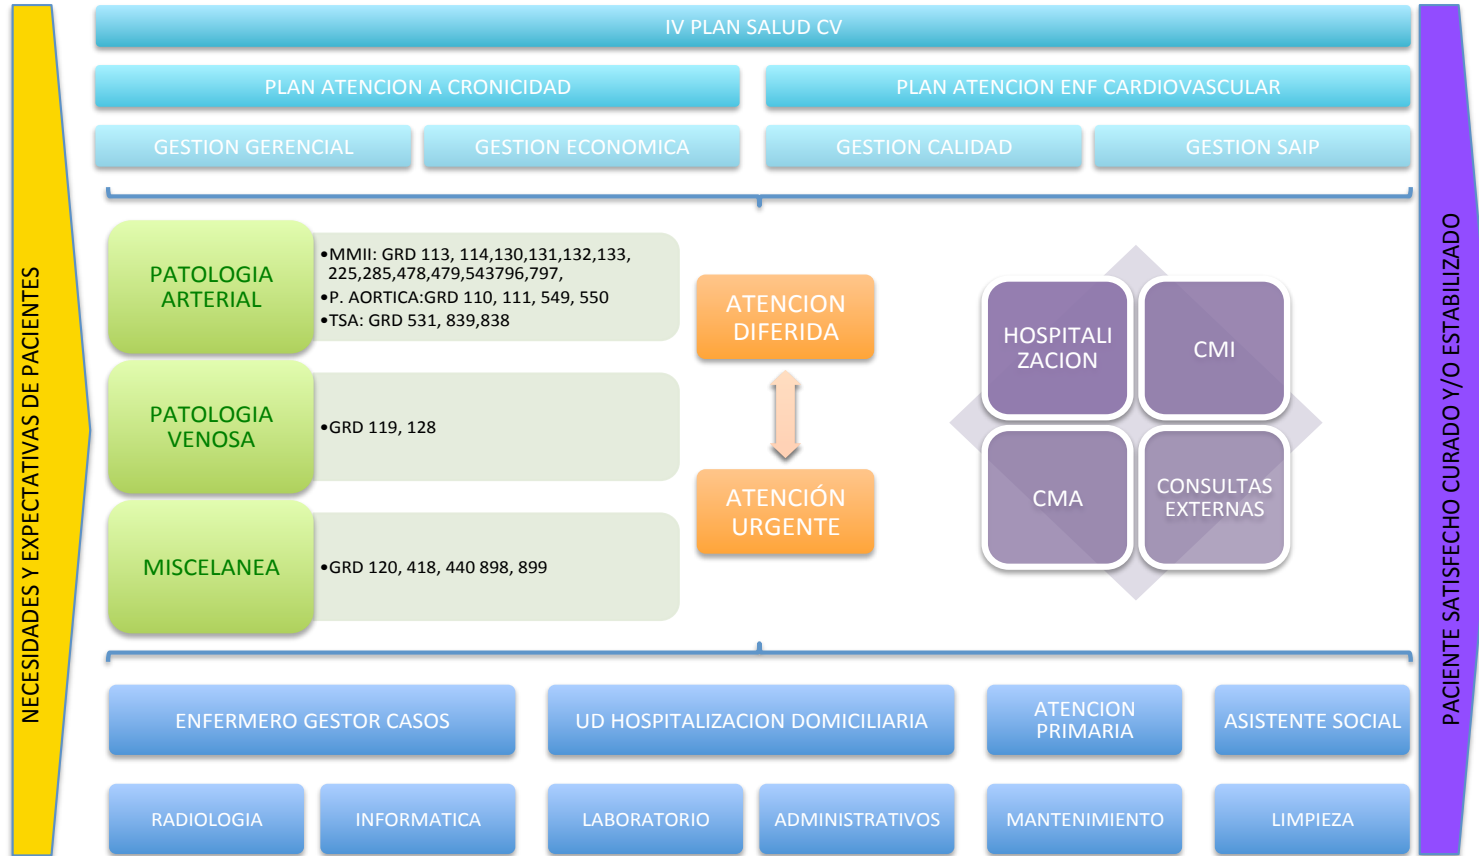 NECESIDADES Y EXPECTATIVAS DE PACIENTES
IV PLAN SALUD CV
PLAN ATENCION A CRONICIDAD
PLAN ATENCION ENF CARDIOVASCULAR
GESTION GERENCIAL
GESTION ECONOMICA
GESTION CALIDAD
GESTION SAIP
PATOLOGIA
ARTERIAL
•MMII: GRD 113, 114,130,131,132,133,
225,285,478,479,543796,797,
•P. AORTICA:GRD 110, 111, 549, 550
•TSA: GRD 531, 839,838
PATOLOGIA
VENOSA
•GRD 119, 128
MISCELANEA
•GRD 120, 418, 440 898, 899
ATENCION
DIFERIDA
ATENCIÓN
URGENTE
HOSPITALI
ZACION
CMI
CMA
CONSULTAS
EXTERNAS
ENFERMERO GESTOR CASOS
UD HOSPITALIZACION DOMICILIARIA
ATENCION
PRIMARIA
ASISTENTE SOCIAL
RADIOLOGIA
INFORMATICA
LABORATORIO
ADMINISTRATIVOS
MANTENIMIENTO
LIMPIEZA
PACIENTE SATISFECHO CURADO Y/O ESTABILIZADO